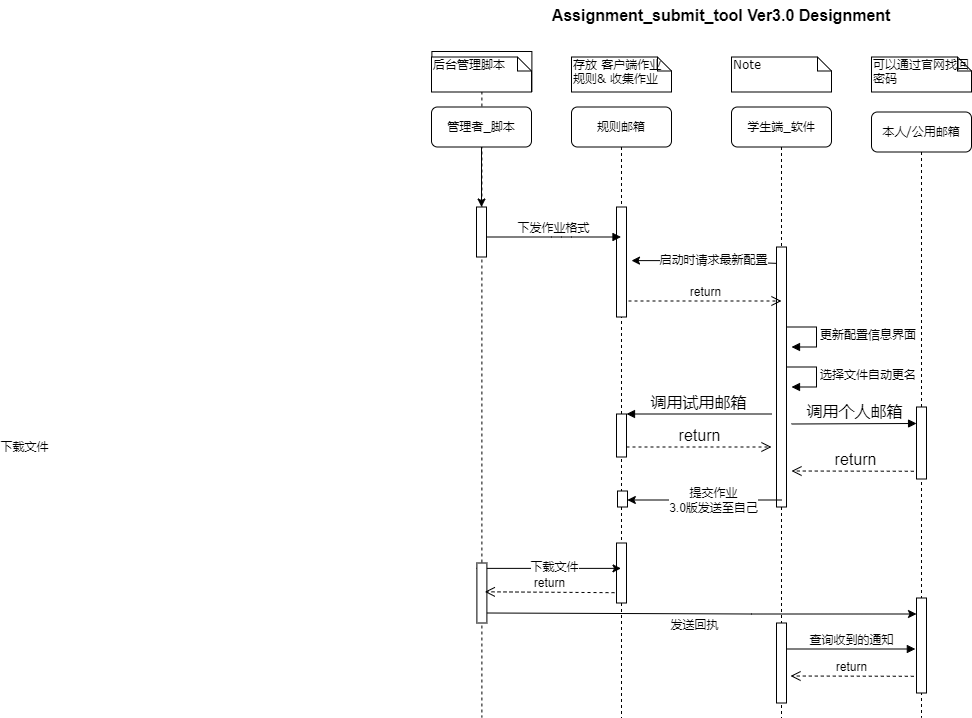 Assignment_submit_tool Ver3.0 Designment
后台管理脚本
存放 客户端作业
规则& 收集作业
Note
可以通过官网找回
密码
管理者_脚本
规则邮箱
学生端_软件
本人/公用邮箱
下发作业格式
启动时请求最新配置
return
更新配置信息界面
选择文件自动更名
调用试用邮箱
调用个人邮箱
return
下载文件
return
提交作业
3.0版发送至自己
下载文件
return
发送回执
查询收到的通知
return